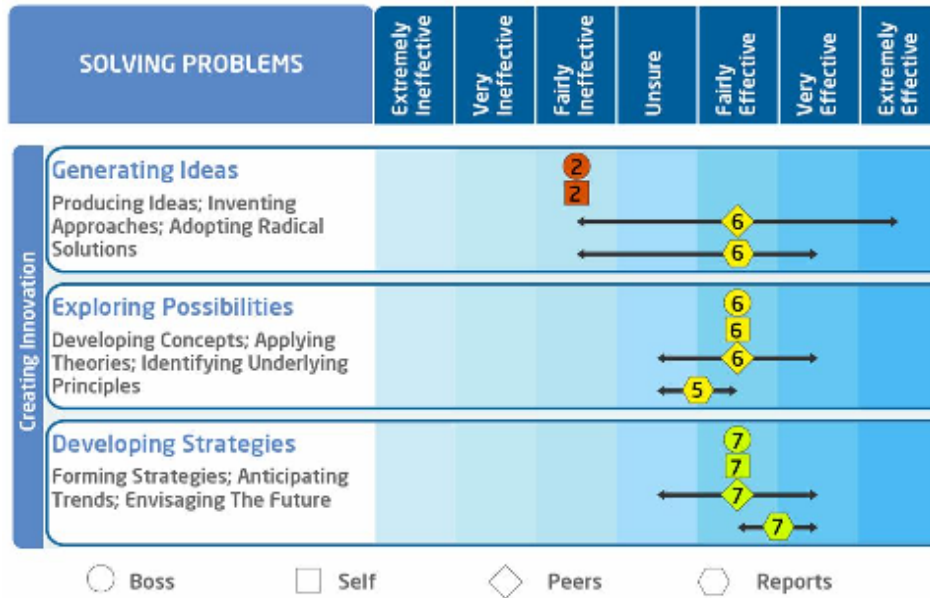 SOLVING PROBLEMS
Extremely
Ineffective
Very
Ineffective
Fairly
Ineffective
Unsure
Fairly
Effective
Very
Effective
Extremely
Effective
Creating Innovation
Generating Ideas
Producing Ideas; Inventing
Approaches; Adopting Radical
Solutions
2
2
6
6
Exploring Possibilities
Developing Concepts; Applying
Theories; Identifying Underlying
Principles
6
6
6
5
Developing Strategies
Forming Strategies; Anticipating
Trends; Envisaging The Future
7
7
7
7
Boss
Self
Peers
Reports